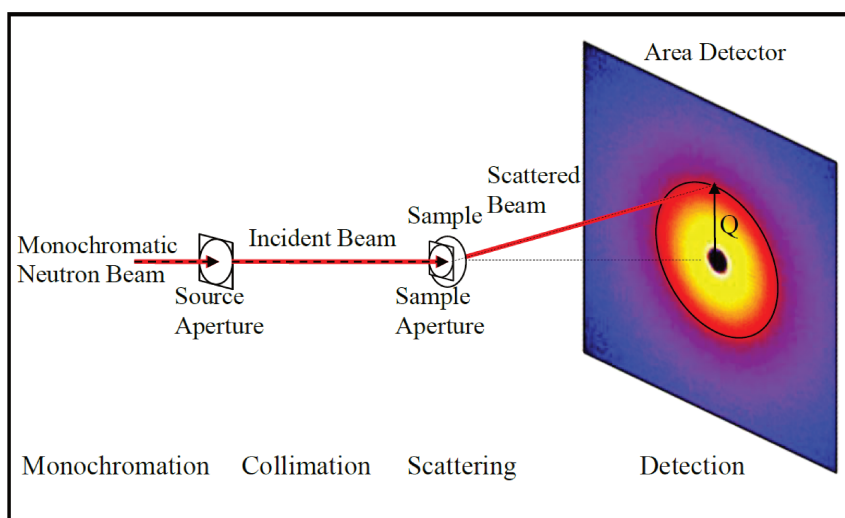 Area Detector
Scattered
Beam
Sample
Q
Monochromatic
Neutron Beam
Incident Beam
Source
Aperture
Sample
Aperture
Monochromation
Collimation
Scattering
Detection